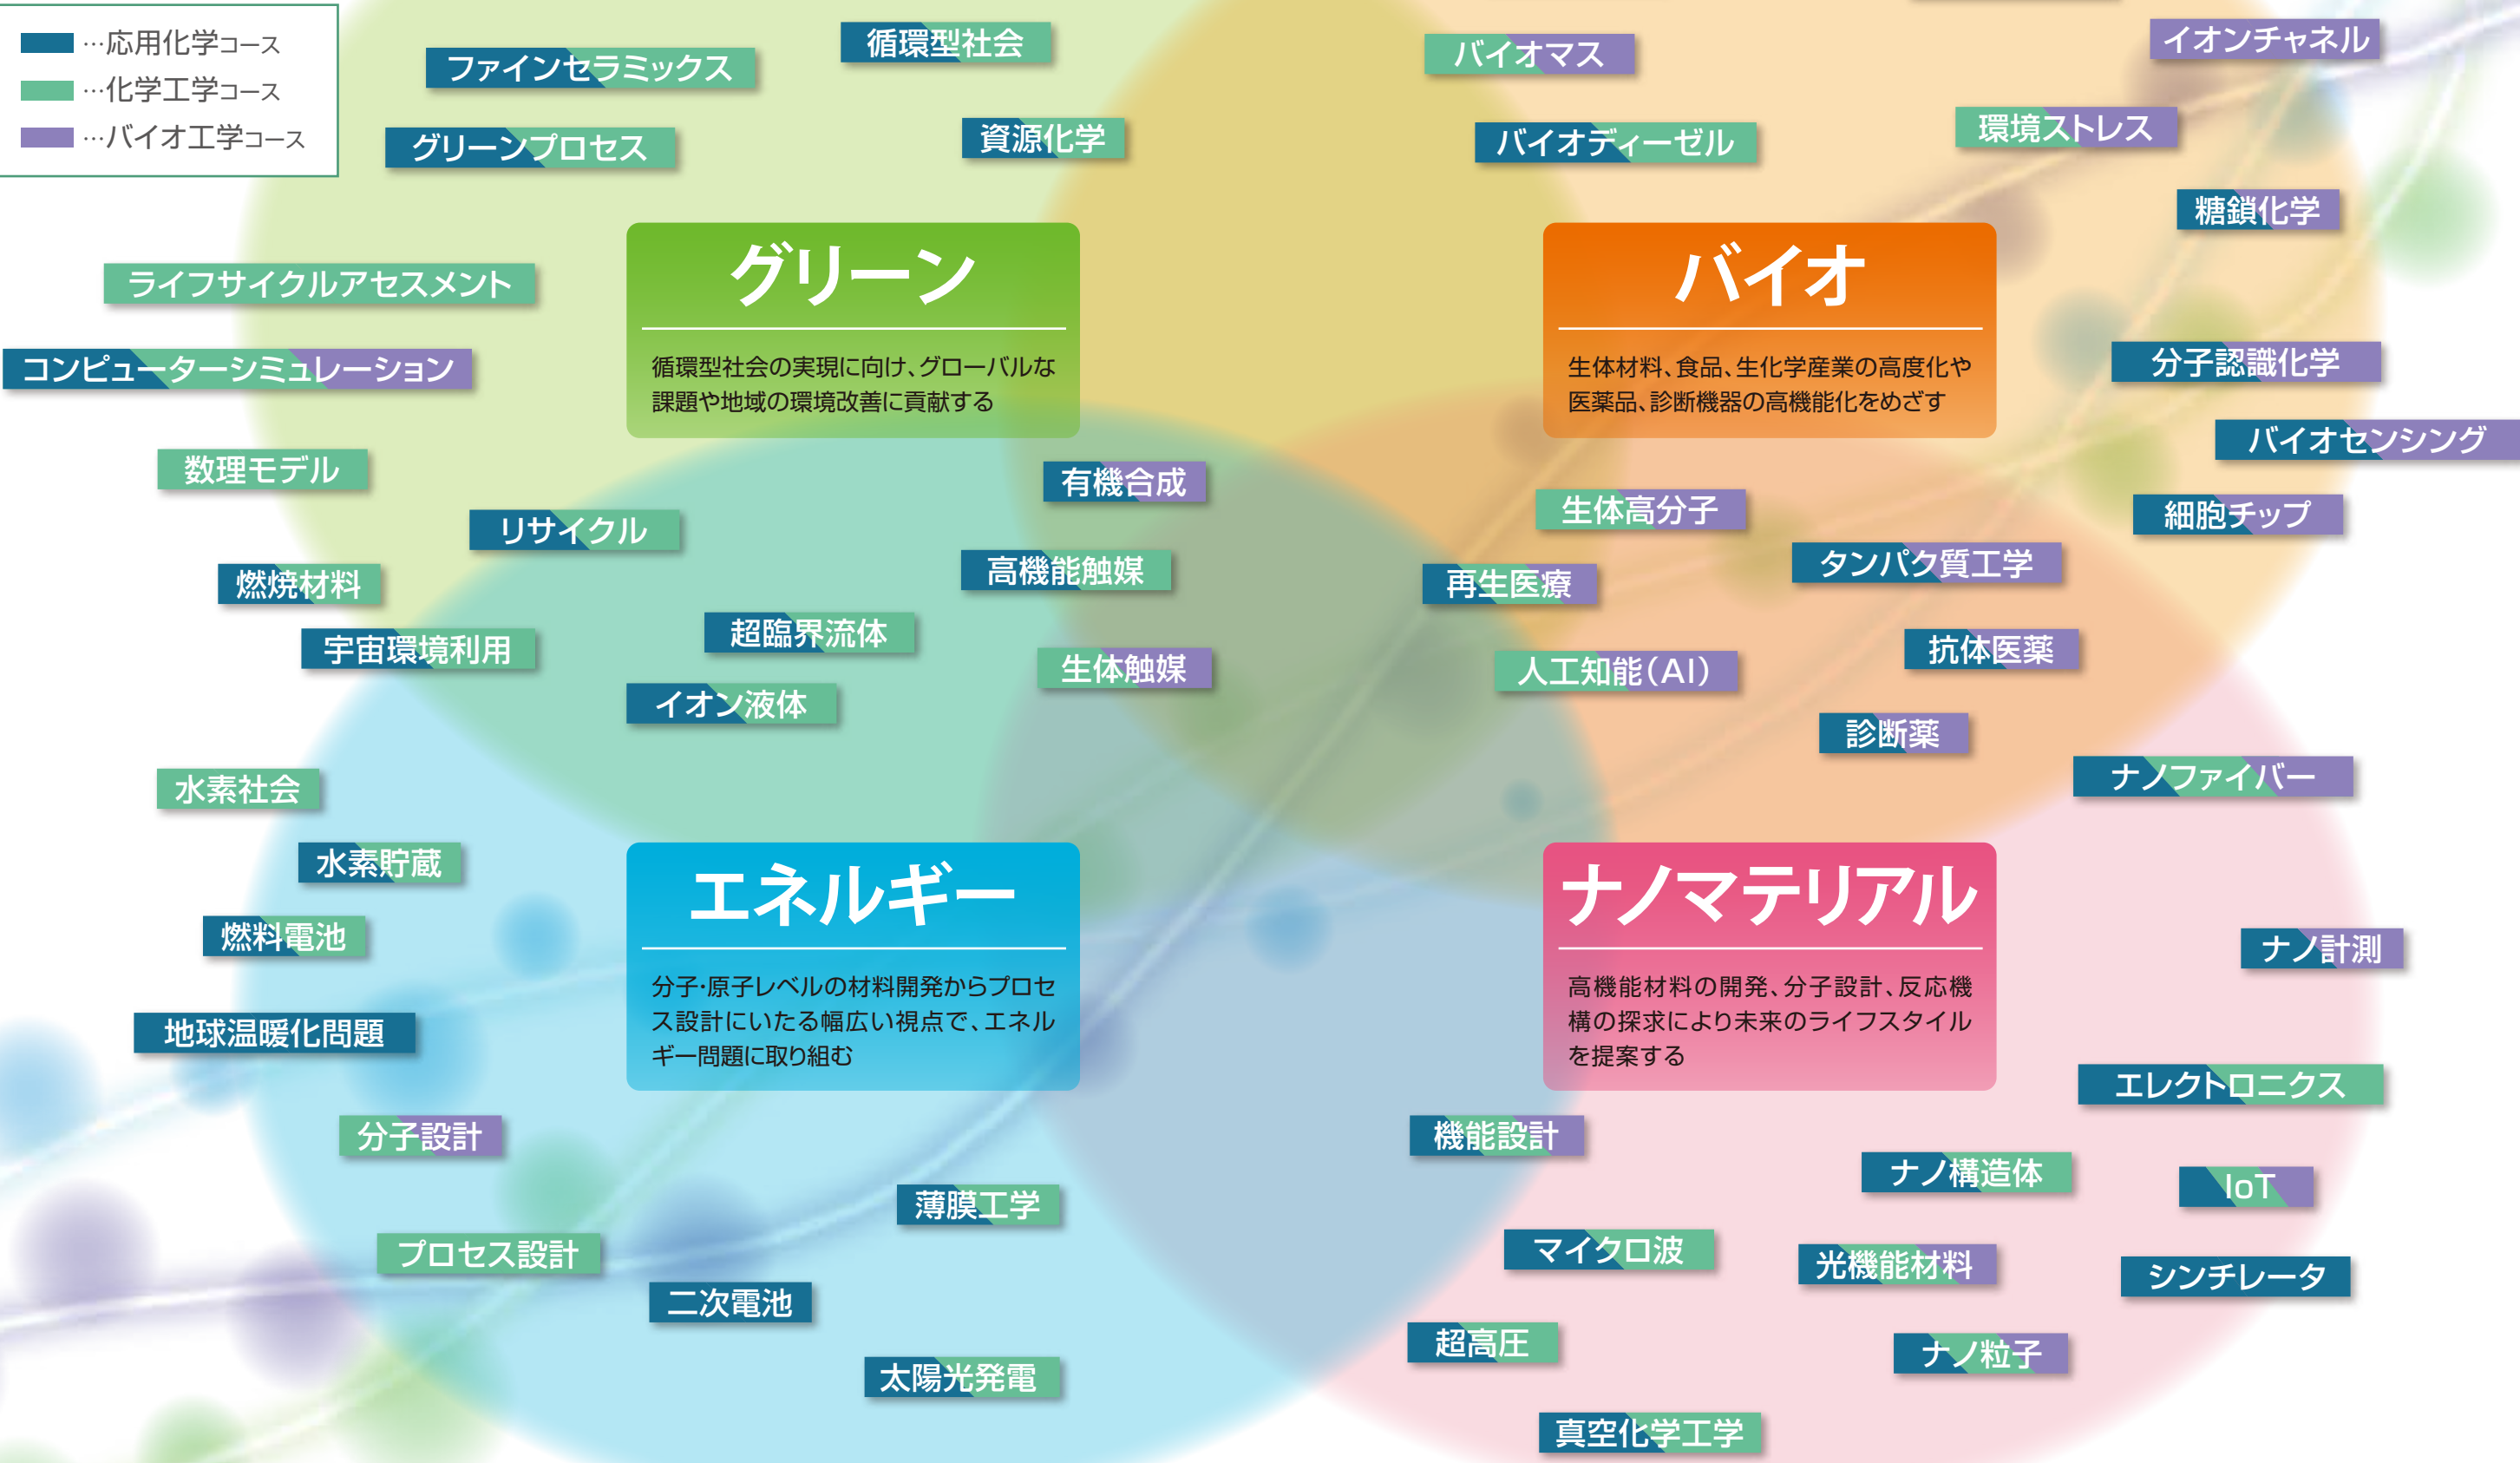 …応用化学コース
…化学工学コース
…バイオ工学コース
ファインセラミックス
循環型社会
グリーンプロセス
資源化学
バイオマス
イオンチャネル
バイオディーゼル
環境ストレス
糖鎖化学
ライフサイクルアセスメント
コンピューターシミュレーション
グリーン
循環型社会の実現に向け、グローバルな
課題や地域の環境改善に貢献する
バイオ
生体材料、食品、生化学産業の高度化や
医薬品、診断機器の高機能化をめざす
分子認識化学
バイオセンシング
細胞チップ
数理モデル
リサイクル
有機合成
燃焼材料
高機能触媒
宇宙環境利用
超臨界流体
生体触媒
イオン液体
生体高分子
再生医療
タンパク質工学
人工知能(AI)
抗体医薬
診断薬
ナノファイバー
水素社会
水素貯蔵
燃料電池
地球温暖化問題
エネルギー
分子・原子レベルの材料開発からプロセ
ス設計にいたる幅広い視点で、エネル
ギー問題に取り組む
ナノマテリアル
高機能材料の開発、分子設計、反応機
構の探求により未来のライフスタイル
を提案する
ナノ計測
エレクトロニクス
分子設計
薄膜工学
プロセス設計
二次電池
太陽光発電
機能設計
ナノ構造体
IoT
マイクロ波
光機能材料
シンチレータ
超高圧
ナノ粒子
真空化学工学